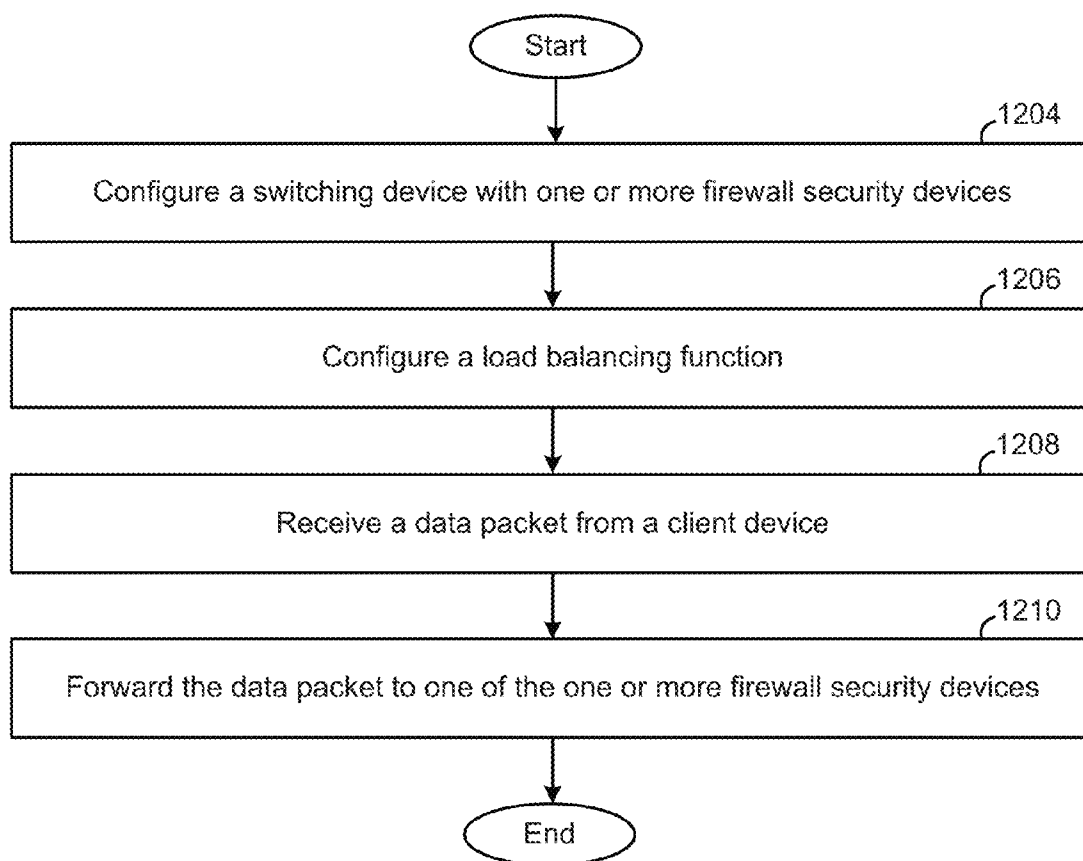 Start
1204
Configure a switching device with one or more firewall security devices
1206
Configure a load balancing function
1208
Receive a data packet from a client device
1210
Forward the data packet to one of the one or more firewall security devices
End